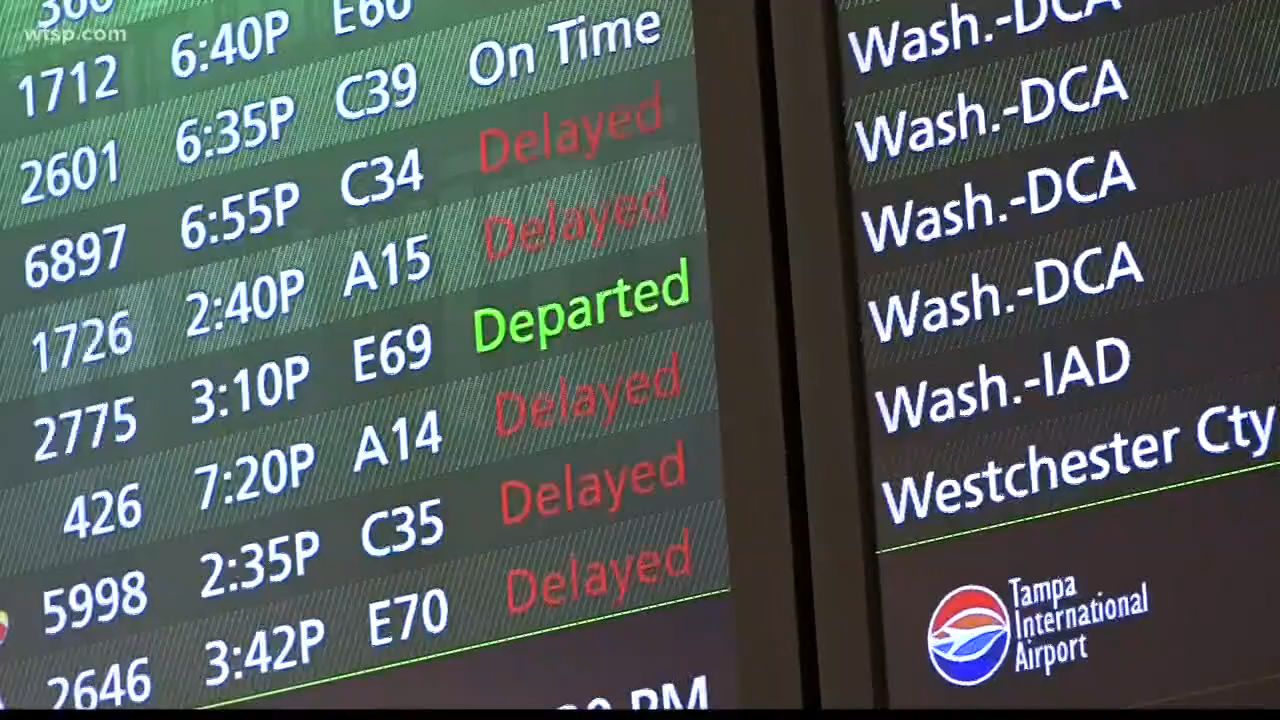 wtsp.com
1712 6:40P E60
2601 6:35P C39 On Time
6897 6:55P C34 Delayed
1726 2:40P A15 Delayed
2775 3:10P E69 Departed
426 7:20P A14 Delayed
5998 2:35P C35 Delayed
2646 3:42P E70 Delayed
PM
Wash.-DCA
Wash.-DCA
Wash.-DCA
Wash.-DCA
Wash.-IAD
Westchester Cty
Tampa
International
Airport